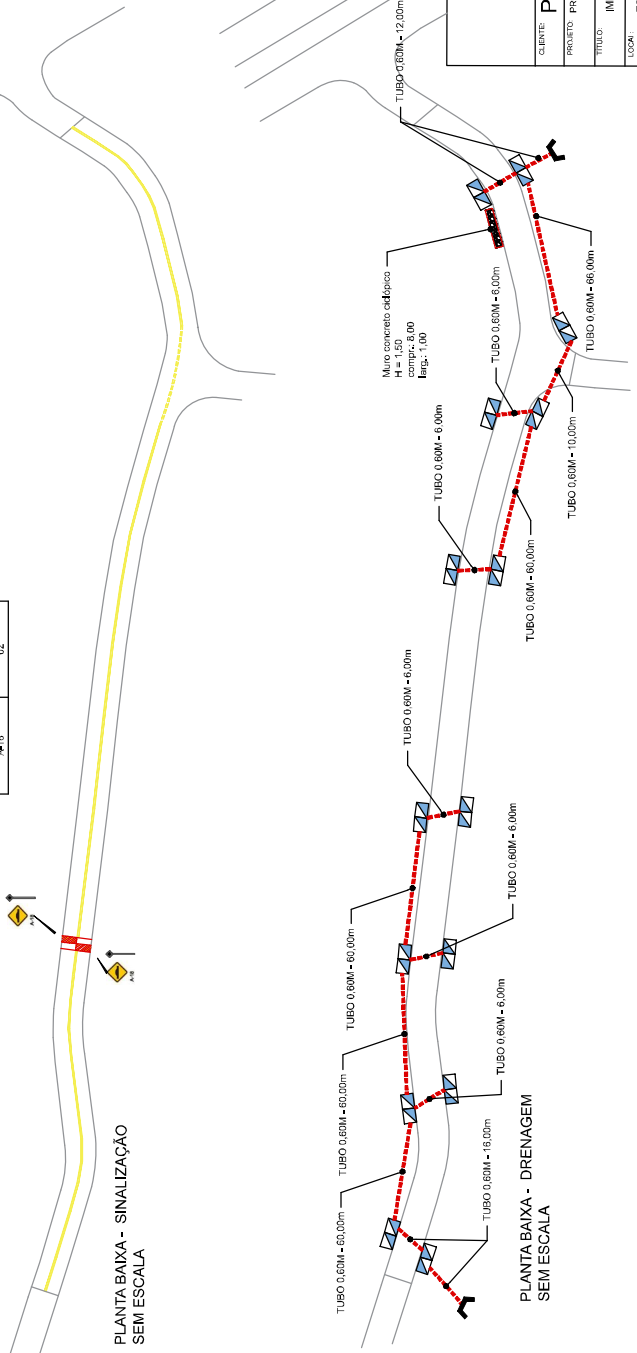 A-18
A-18
PLANTA BAIXA - SINALIZAÇÃO
SEM ESCALA
TUBO 0,60M - 12,00m
Muro concreto ciclópico
H = 1,50
compr.: 8,00
larg.: 1,00
TUBO 0,60M - 6,00m
TUBO 0,60M - 66,00m
TUBO 0,60M - 6,00m
TUBO 0,60M - 10,00m
TUBO 0,60M - 60,00m
TUBO 0,60M - 6,00m
TUBO 0,60M - 6,00m
TUBO 0,60M - 60,00m
TUBO 0,60M - 60,00m
TUBO 0,60M - 6,00m
TUBO 0,60M - 60,00m
TUBO 0,60M - 16,00m
PLANTA BAIXA - DRENAGEM
SEM ESCALA
CLIENTE: P
PROJETO: PR
TÍTULO: IM
LOCAL: